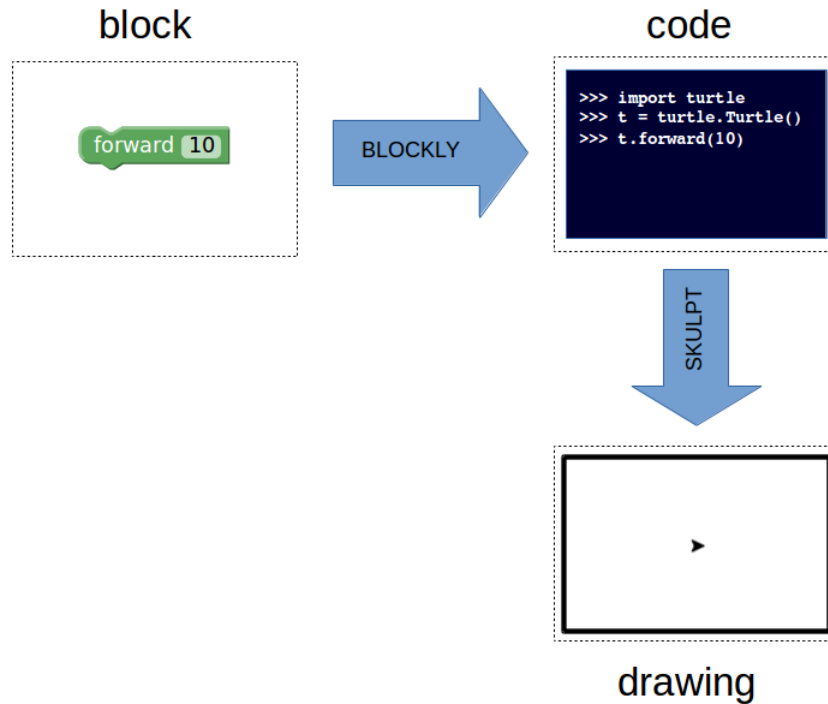 block
code
forward 10
BLOCKLY
>>> import turtle
>>> t = turtle.Turtle()
>>> t.forward(10)
SKULPT
drawing